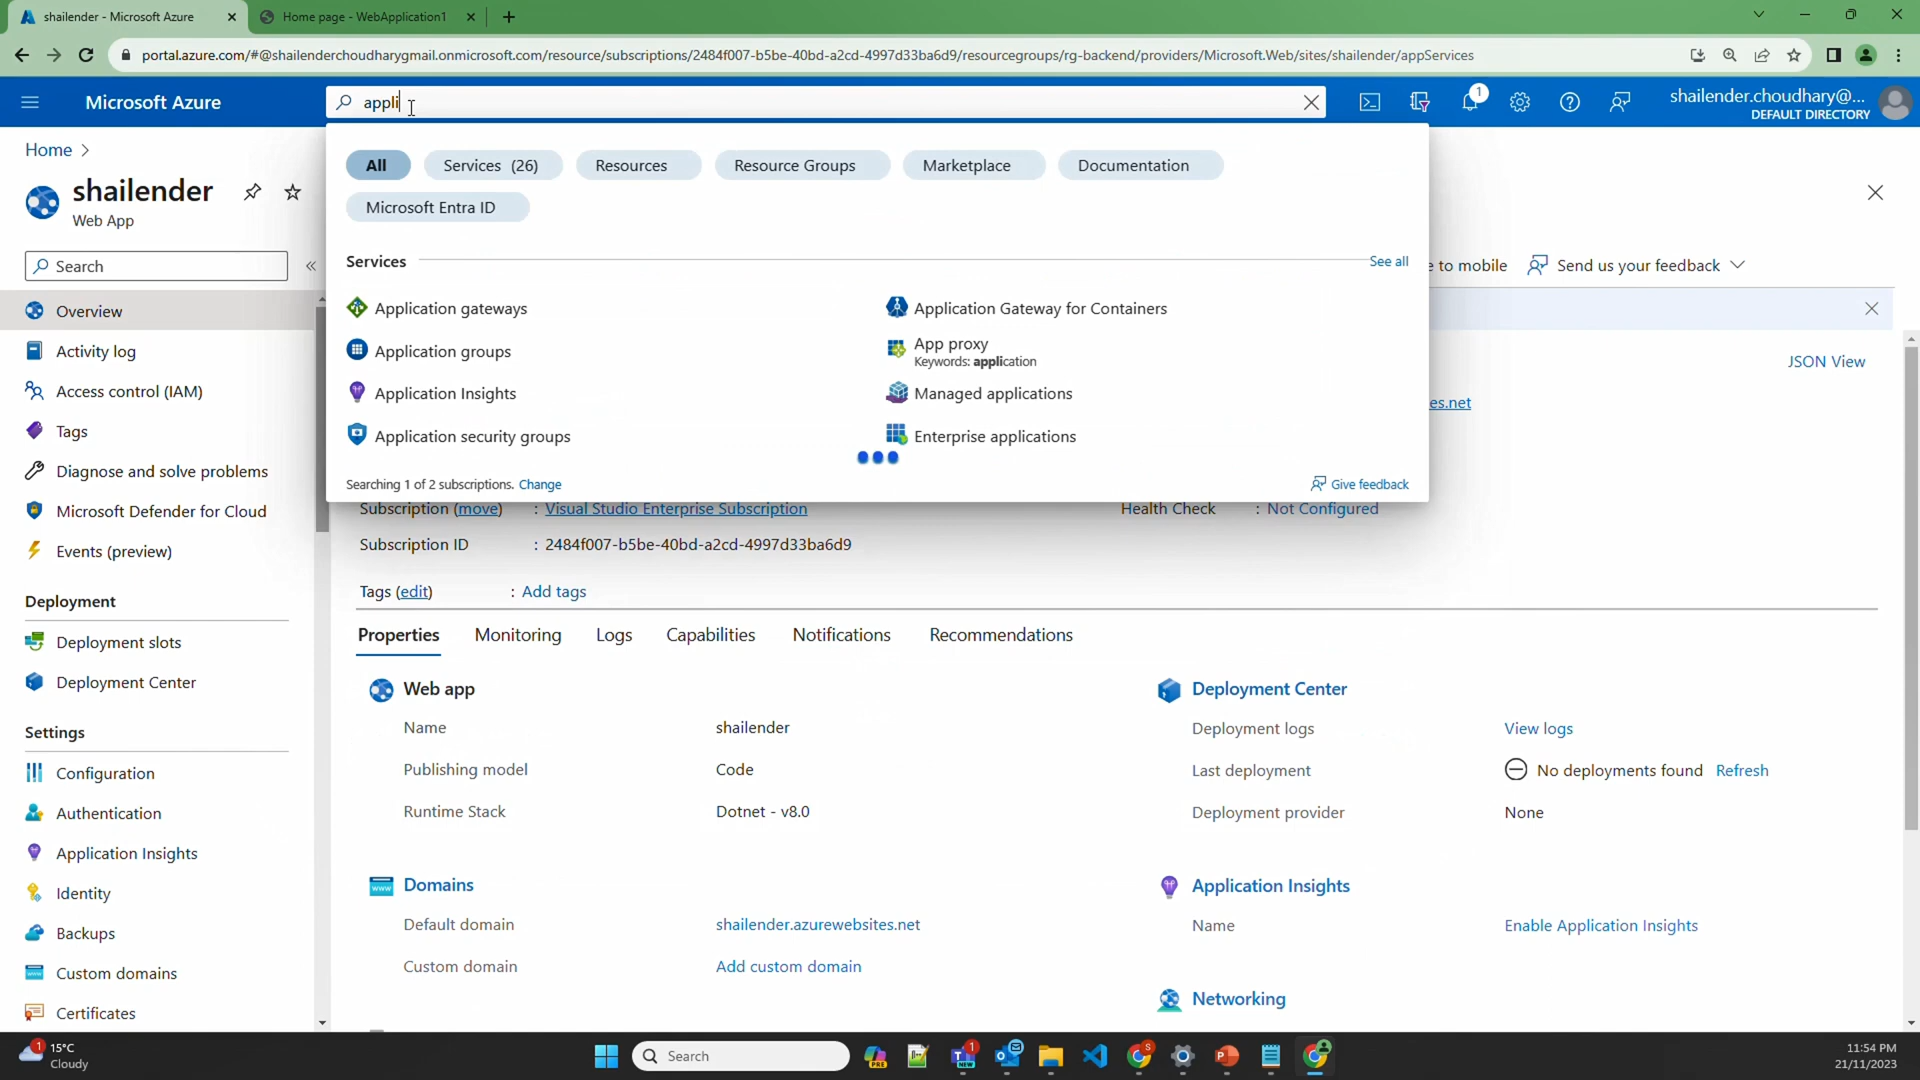 shailender - Microsoft Azure
Home page - WebApplication1
portal.azure.com/#@shailenderchoudharygmail.onmicrosoft.com/resource/subscriptions/2484f007-b5be-40bd-a2cd-4997d33ba6d9/resourcegroups/rg-backend/providers/Microsoft.Web/sites/shailender/appServices
Microsoft Azure
appli
1
shailender.choudhary@...
DEFAULT DIRECTORY
Home
shailender
Web App
Search
Overview
Activity log
Access control (IAM)
Tags
Diagnose and solve problems
Microsoft Defender for Cloud
Events (preview)
Deployment
Deployment slots
Deployment Center
Settings
Configuration
Authentication
Application Insights
Identity
Backups
Custom domains
Certificates
All
Services (26)
Resources
Resource Groups
Marketplace
Documentation
Microsoft Entra ID
Services
See all
Application gateways
Application Gateway for Containers
Application groups
App proxy
Keywords: application
Application Insights
Managed applications
Application security groups
Enterprise applications
Searching 1 of 2 subscriptions. Change
Give feedback
e to mobile
Send us your feedback
JSON View
es.net
Subscription (move) : Visual Studio Enterprise Subscription
Health Check : Not Configured
Subscription ID : 2484f007-b5be-40bd-a2cd-4997d33ba6d9
Tags (edit) : Add tags
Properties Monitoring Logs Capabilities Notifications Recommendations
Web app
Name shailender
Publishing model Code
Runtime Stack Dotnet - v8.0
Domains
Default domain shailender.azurewebsites.net
Custom domain Add custom domain
Deployment Center
Deployment logs View logs
Last deployment No deployments found Refresh
Deployment provider None
Application Insights
Name Enable Application Insights
Networking
1
15°C
Cloudy
Search
PRE
1
NEW
S
11:54 PM
21/11/2023